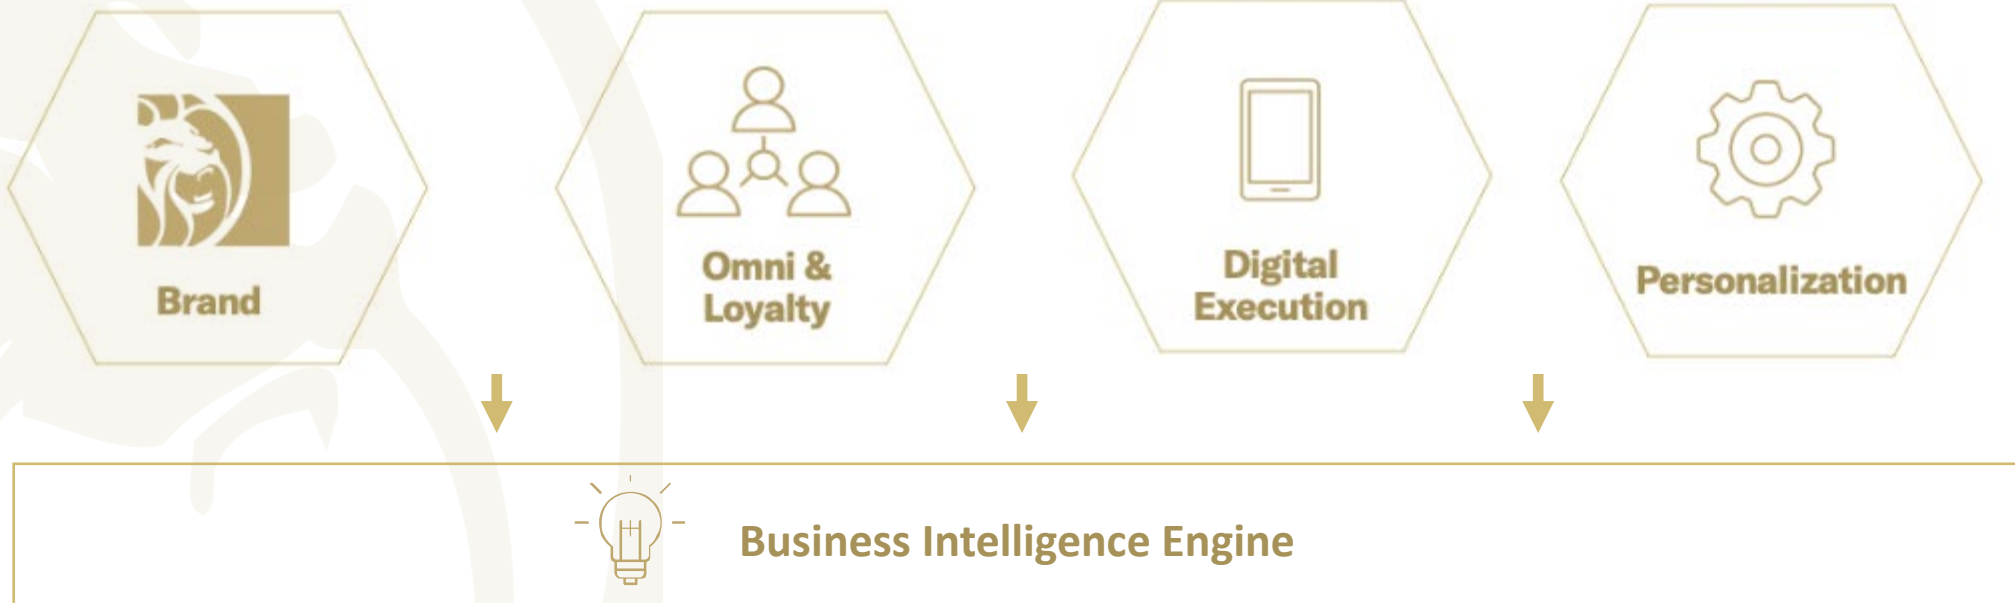 Brand
Omni &
Loyalty
Digital
Execution
Personalization
Business Intelligence Engine